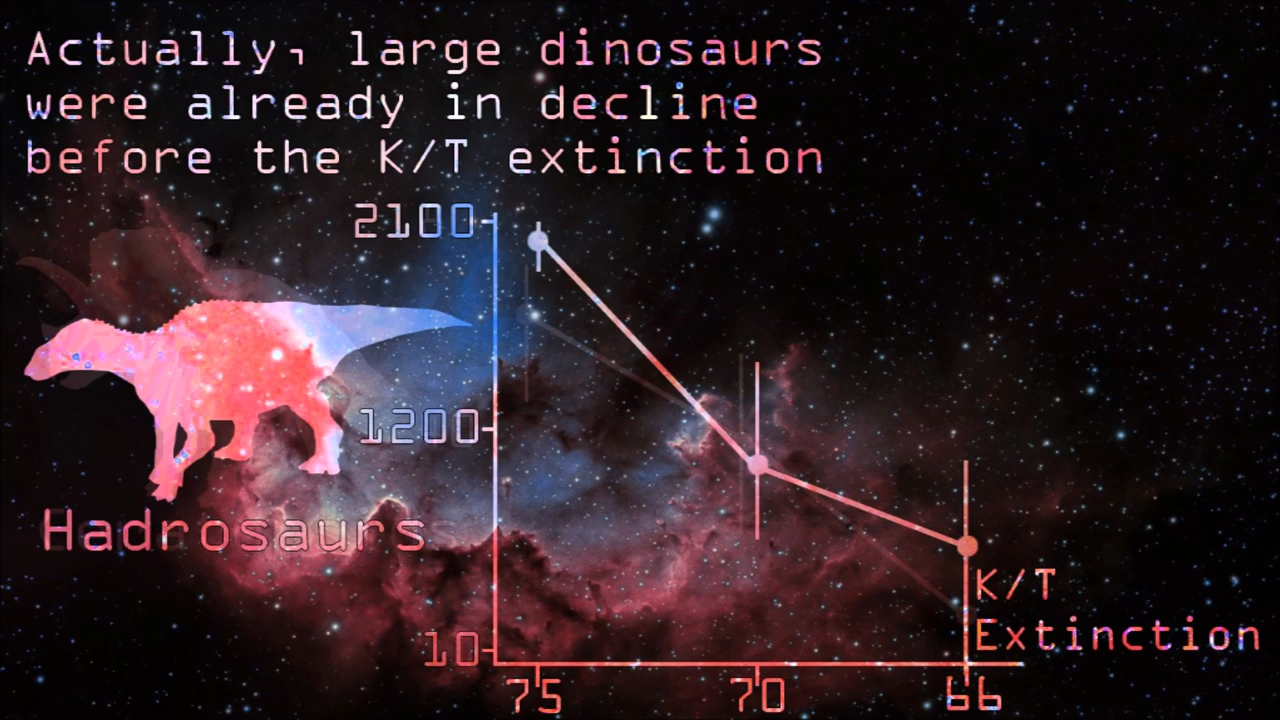 Actually, large dinosaurs
were already in decline
before the K/T extinction
2100
1200
Hadrosaurs
K/T
Extinction
10
75 70 66